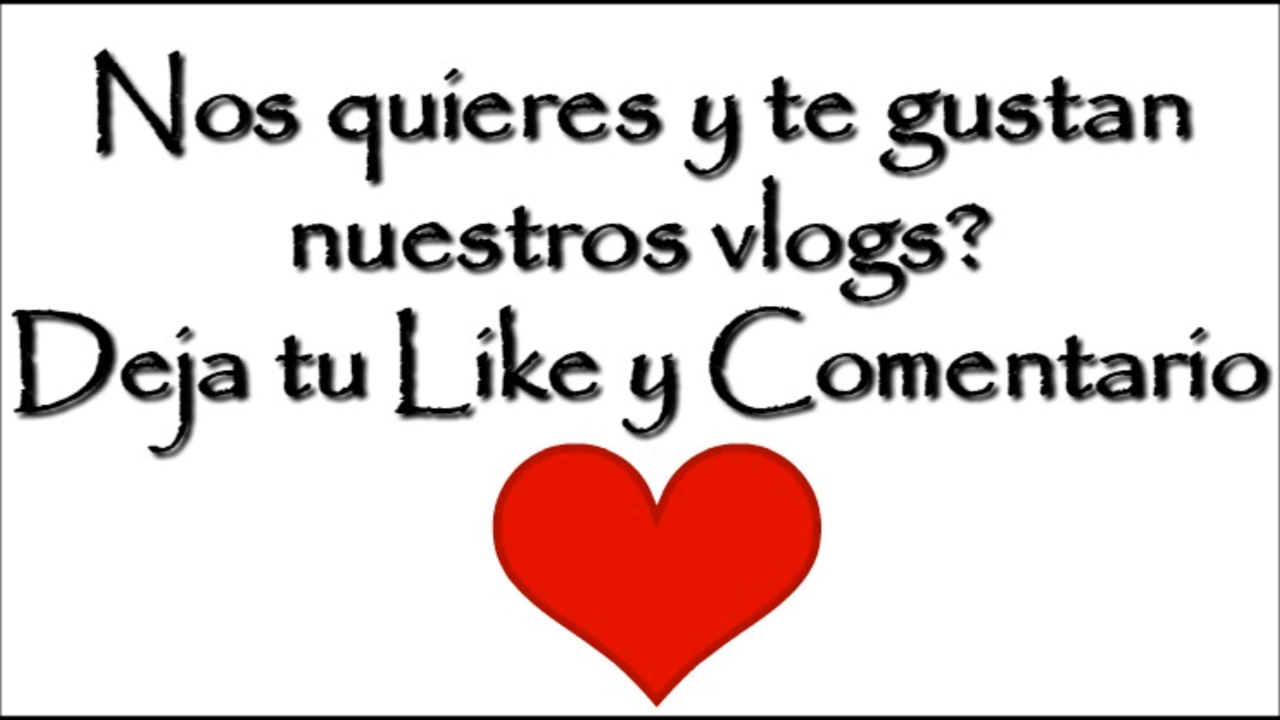 Nos quieres y te gustan
nuestros vlogs?
Deja tu Like y Comentario